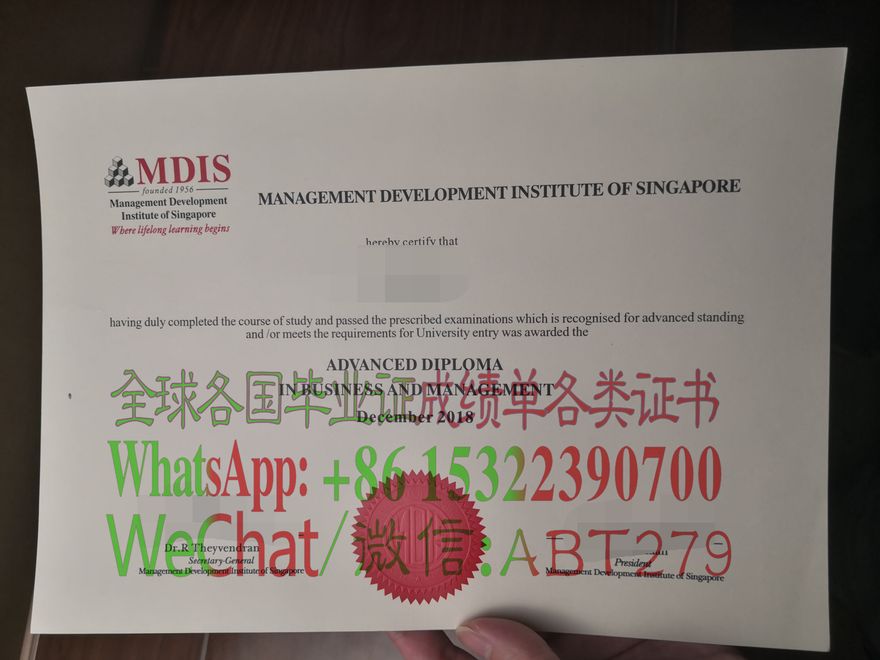 MDIS
founded 1956
Management Development
Institute of Singapore
Where lifelong learning begins
MANAGEMENT DEVELOPMENT INSTITUTE OF SINGAPORE
hereby certify that
having duly completed the course of study and passed the prescribed examinations which is recognised for advanced standing
and /or meets the requirements for University entry was awarded the
ADVANCED DIPLOMA
IN BUSINESS AND MANAGEMENT
December 2018
全球各国毕业证成绩单各类证书
WhatsApp: +86 15322390700
WeChat/微信:ABT279
Dr.R Theyvendran
Secretary-General
Management Development Institute of Singapore
President
Management Development Institute of Singapore